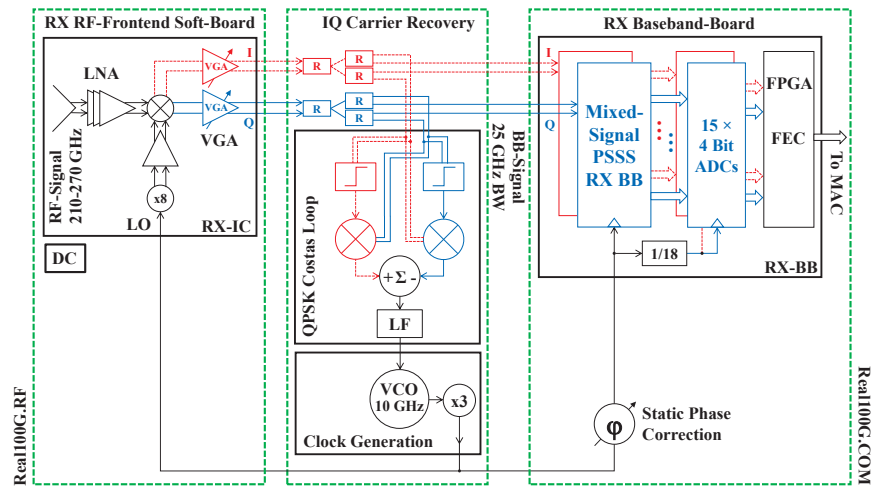 RX RF-Frontend Soft-Board
IQ Carrier Recovery
RX Baseband-Board
LNA
VGA
I
VGA
Q
VGA
RF-Signal
210-270 GHz
x8
LO
RX-IC
DC
Real100G.RF
R
R
R
R
R
R
QPSK Costas Loop
+ Σ -
LF
VCO
10 GHz
x3
Clock Generation
BB-Signal
25 GHz BW
I
Q
Mixed-
Signal
PSSS
RX BB
15 ×
4 Bit
ADCs
FPGA
FEC
To MAC
1/18
RX-BB
φ
Static Phase
Correction
Real100G.COM